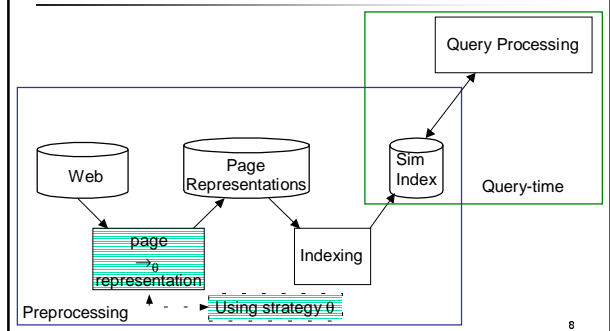 Query Processing
Web
Page
Representations
Sim
Index
Query-time
page
→θ
representation
Indexing
Using strategy θ
Preprocessing
8